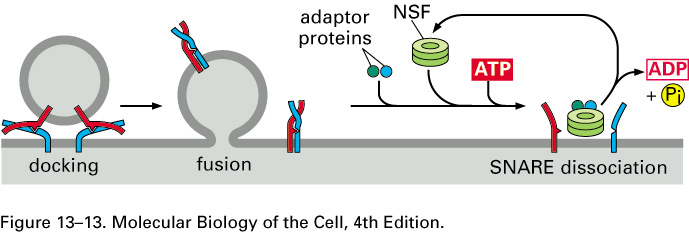 adaptor
proteins
NSF
ATP
ADP
+ Pi
docking
fusion
SNARE dissociation
Figure 13–13. Molecular Biology of the Cell, 4th Edition.